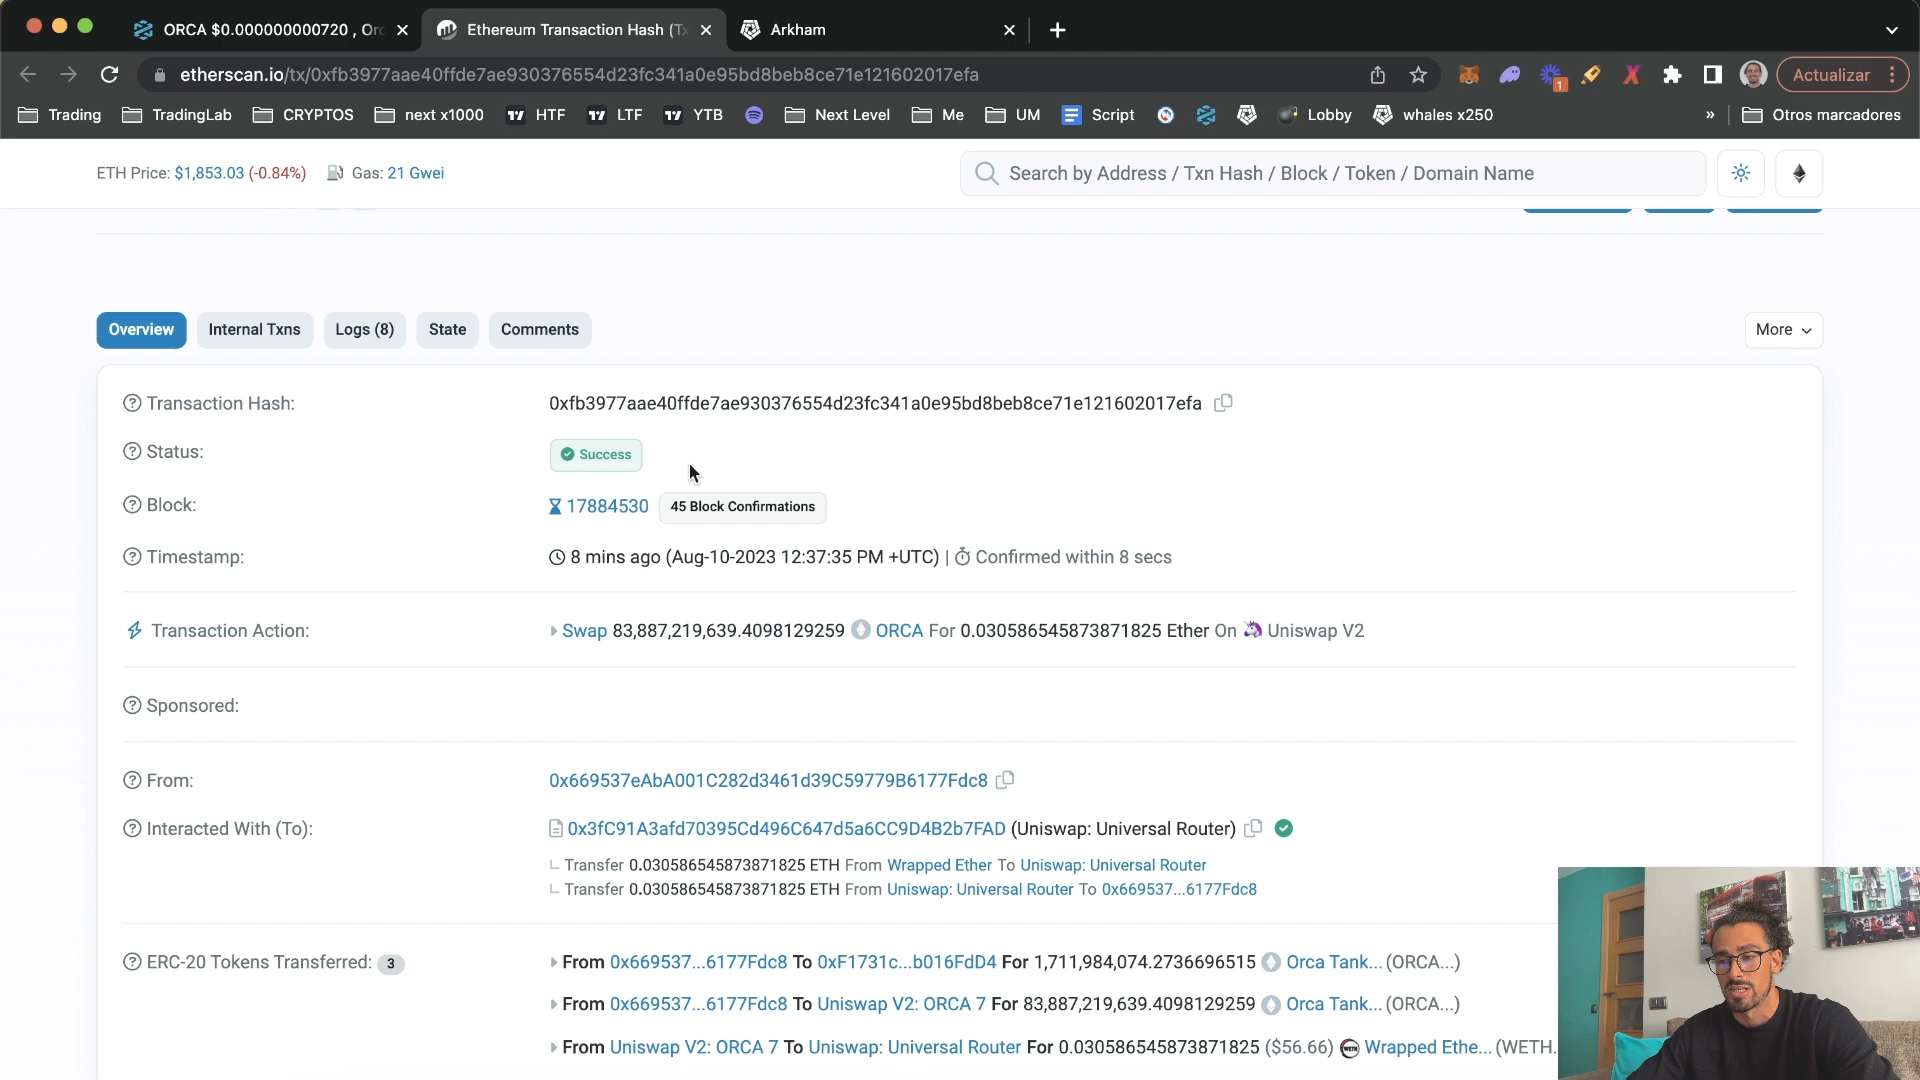 ORCA $0.000000000720 , Orc
Ethereum Transaction Hash (Tx
Arkham
etherscan.io/tx/0xfb3977aae40ffde7ae930376554d23fc341a0e95bd8beb8ce71e121602017efa
1
Actualizar
Trading
TradingLab
CRYPTOS
next x1000
HTF
LTF
YTB
Next Level
Me
UM
Script
Lobby
whales x250
»
Otros marcadores
ETH Price: $1,853.03 (-0.84%)
Gas: 21 Gwei
Search by Address / Txn Hash / Block / Token / Domain Name
Overview
Internal Txns
Logs (8)
State
Comments
More
Transaction Hash:
0xfb3977aae40ffde7ae930376554d23fc341a0e95bd8beb8ce71e121602017efa
Status:
Success
Block:
17884530
45 Block Confirmations
Timestamp:
8 mins ago (Aug-10-2023 12:37:35 PM +UTC) | Confirmed within 8 secs
Transaction Action:
Swap 83,887,219,639.4098129259 ORCA For 0.030586545873871825 Ether On Uniswap V2
Sponsored:
From:
0x669537eAbA001C282d3461d39C59779B6177Fdc8
Interacted With (To):
0x3fC91A3afd70395Cd496C647d5a6CC9D4B2b7FAD (Uniswap: Universal Router)
Transfer 0.030586545873871825 ETH From Wrapped Ether To Uniswap: Universal Router
Transfer 0.030586545873871825 ETH From Uniswap: Universal Router To 0x669537...6177Fdc8
ERC-20 Tokens Transferred: 3
From 0x669537...6177Fdc8 To 0xF1731c...b016FdD4 For 1,711,984,074.2736696515 Orca Tank... (ORCA...)
From 0x669537...6177Fdc8 To Uniswap V2: ORCA 7 For 83,887,219,639.4098129259 Orca Tank... (ORCA...)
From Uniswap V2: ORCA 7 To Uniswap: Universal Router For 0.030586545873871825 ($56.66) Wrapped Ethe... (WETH.